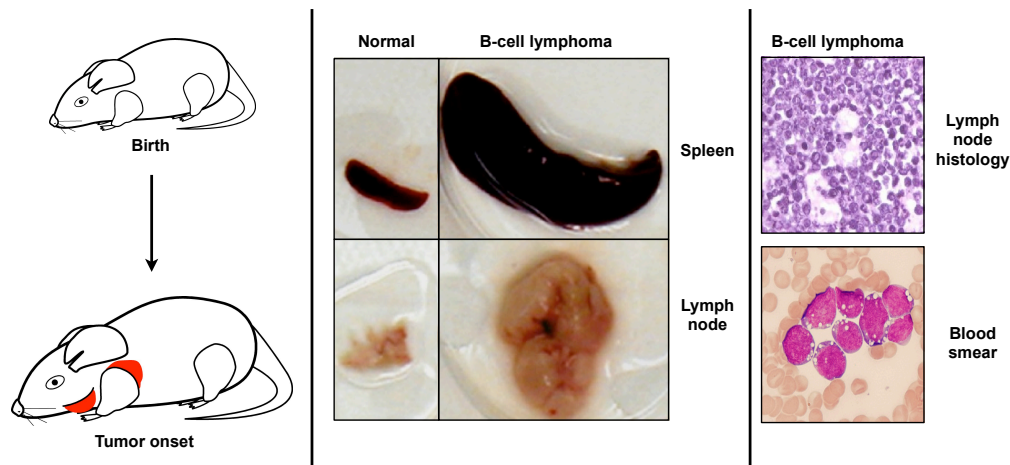 Birth
Tumor onset
Normal
B-cell lymphoma
Spleen
Lymph
node
B-cell lymphoma
Lymph
node
histology
Blood
smear